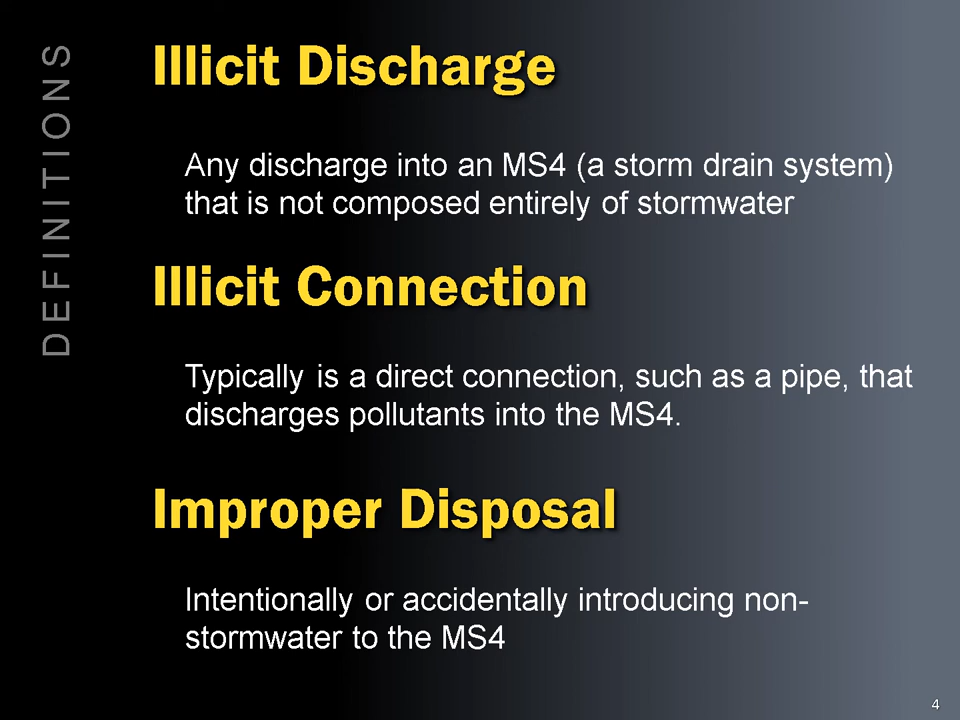 DEFINITIONS
Illicit Discharge
Any discharge into an MS4 (a storm drain system)
that is not composed entirely of stormwater
Illicit Connection
Typically is a direct connection, such as a pipe, that
discharges pollutants into the MS4.
Improper Disposal
Intentionally or accidentally introducing non-
stormwater to the MS4
4